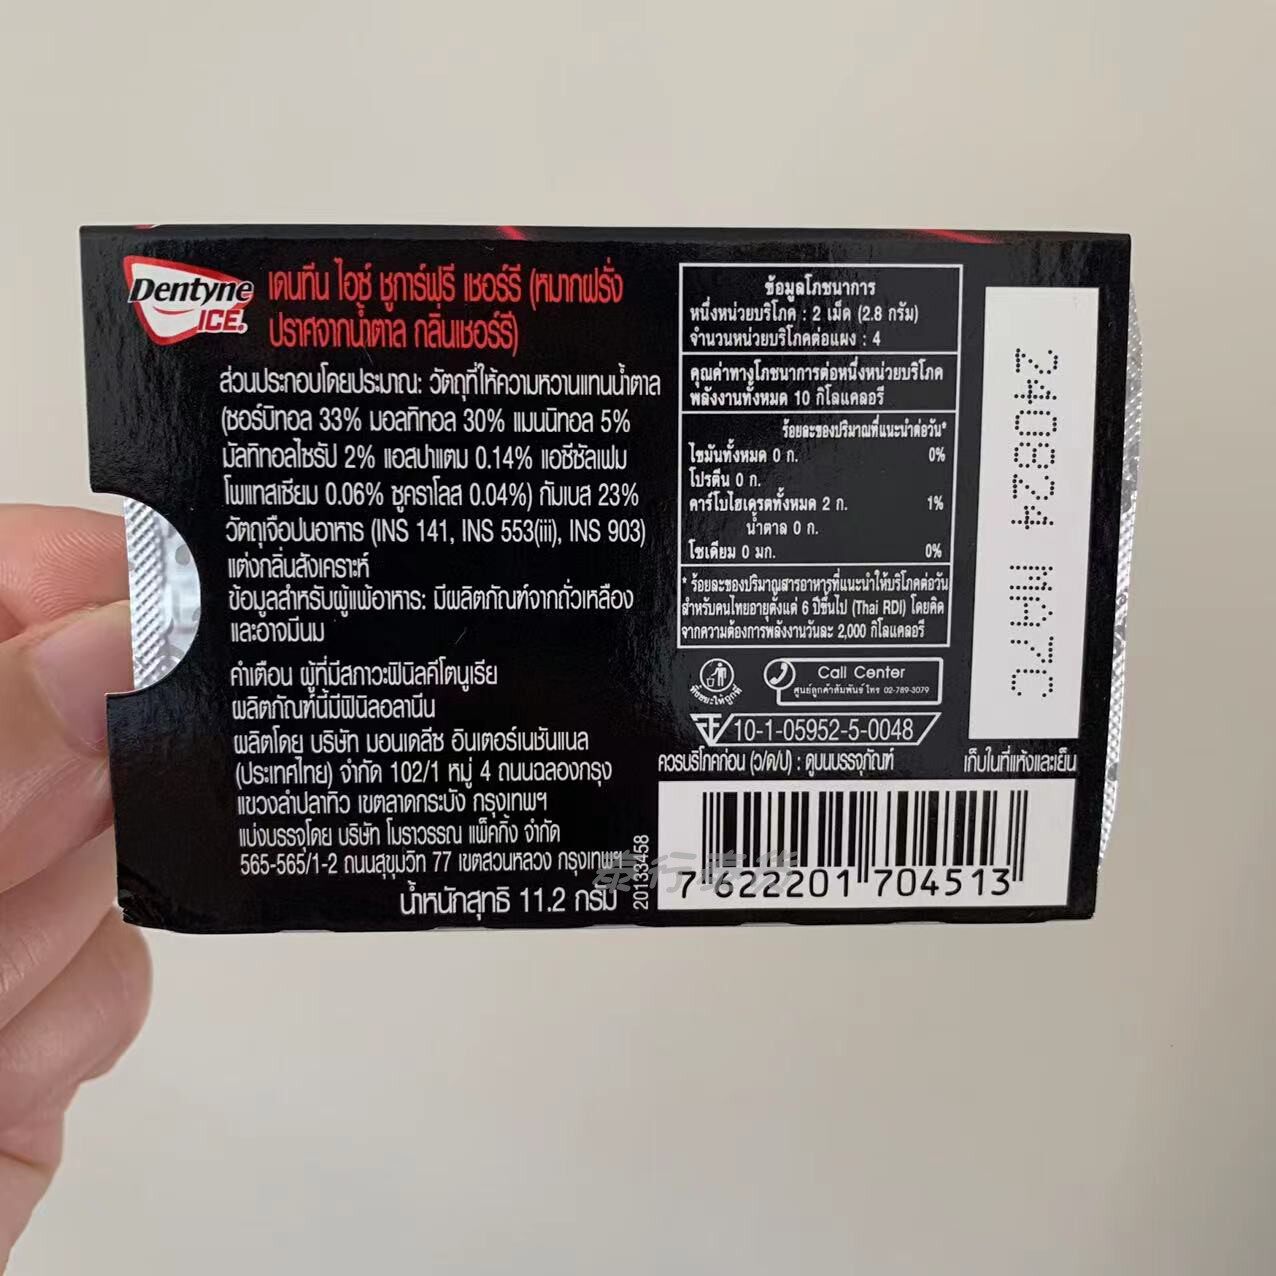 Dentyne
ICE.
เดนทีน ไอซ์ ชูการ์ฟรี เชอร์รี (หมากฝรั่ง
ปราศจากน้ำตาล กลิ่นเชอร์รี)
ส่วนประกอบโดยประมาณ: วัตถุที่ให้ความหวานแทนน้ำตาล
(ซอร์บิทอล 33% มอลทิทอล 30% แมนนิทอล 5%
มัลทิทอลไซรัป 2% แอสปาแตม 0.14% แอซีซัลเฟม
โพแทสเซียม 0.06% ซูคราโลส 0.04%) กัมเบส 23%
วัตถุเจือปนอาหาร (INS 141, INS 553(iii), INS 903)
แต่งกลิ่นสังเคราะห์
ข้อมูลสำหรับผู้แพ้อาหาร: มีผลิตภัณฑ์จากถั่วเหลือง
และอาจมีนม
คำเตือน ผู้ที่มีสภาวะฟินิลคีโตนูเรีย
ผลิตภัณฑ์นี้มีฟินิลอลานีน
ผลิตโดย บริษัท มอนเดลีซ อินเตอร์เนชันแนล
(ประเทศไทย) จำกัด 102/1 หมู่ 4 ถนนฉลองกรุง
แขวงลำปลาทิว เขตลาดกระบัง กรุงเทพฯ
แบ่งบรรจุโดย บริษัท โมราวรรณ แพ็คกิ้ง จำกัด
565-565/1-2 ถนนสุขุมวิท 77 เขตสวนหลวง กรุงเทพฯ
น้ำหนักสุทธิ 11.2 กรัม
20133458
ข้อมูลโภชนาการ
หนึ่งหน่วยบริโภค : 2 เม็ด (2.8 กรัม)
จำนวนหน่วยบริโภคต่อแผง : 4
คุณค่าทางโภชนาการต่อหนึ่งหน่วยบริโภค
พลังงานทั้งหมด 10 กิโลแคลอรี
ร้อยละของปริมาณที่แนะนำต่อวัน*
ไขมันทั้งหมด 0 ก. 0%
โปรตีน 0 ก.
คาร์โบไฮเดรตทั้งหมด 2 ก. 1%
น้ำตาล 0 ก.
โซเดียม 0 มก. 0%
* ร้อยละของปริมาณสารอาหารที่แนะนำให้บริโภคต่อวัน
สำหรับคนไทยอายุตั้งแต่ 6 ปีขึ้นไป (Thai RDI) โดยคิด
จากความต้องการพลังงานวันละ 2,000 กิโลแคลอรี
ทิ้งขยะให้ถูกที่
Call Center
ศูนย์ลูกค้าสัมพันธ์ โทร 02-789-3079
10-1-05952-5-0048
ควรบริโภคก่อน (ว/ด/ป) : ดูบนบรรจุภัณฑ์
เก็บในที่แห้งและเย็น
240824 MA7C
7 622201 704513